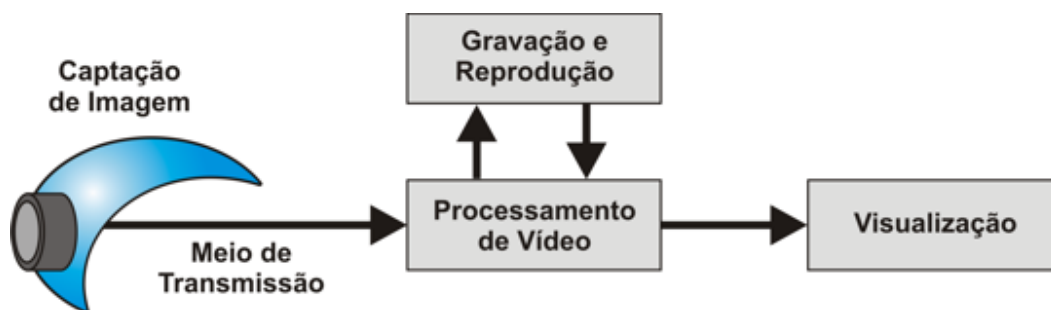 Captação
de Imagem
Meio de
Transmissão
Gravação e
Reprodução
Processamento
de Vídeo
Visualização